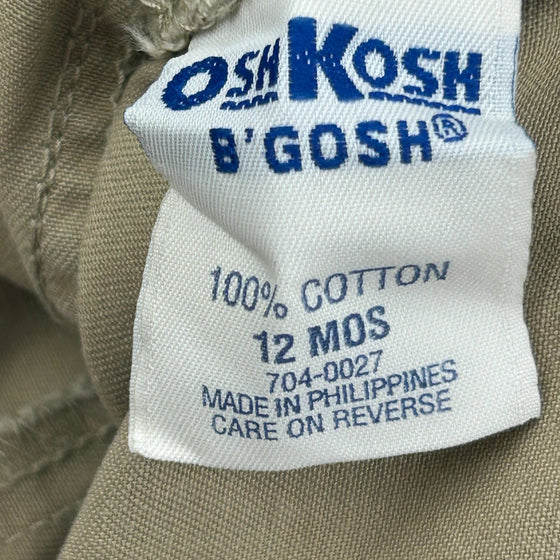 OSHKOSH
B'GOSH®
100% COTTON
12 MOS
704-0027
MADE IN PHILIPPINES
CARE ON REVERSE